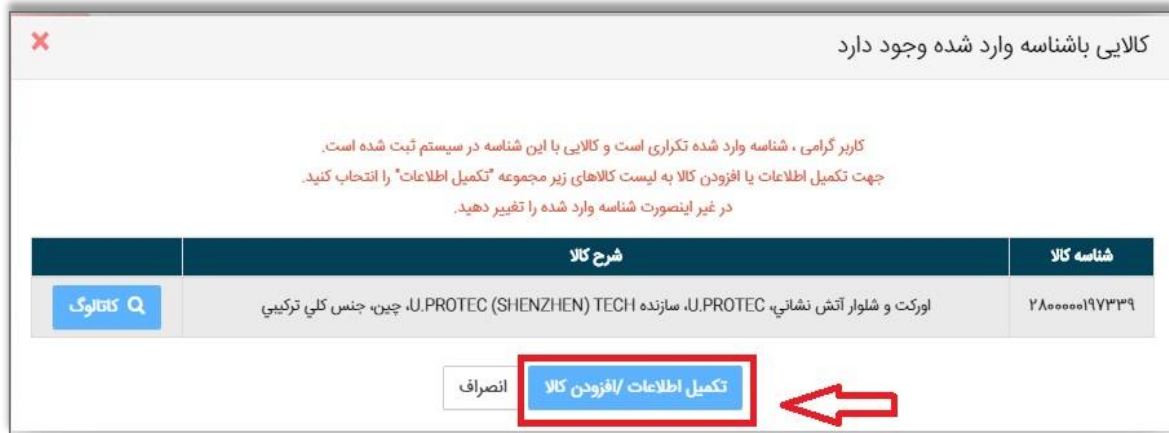 کالایی باشناسه وارد شده وجود دارد
کاربر گرامی ، شناسه وارد شده تکراری است و کالایی با این شناسه در سیستم ثبت شده است.
جهت تکمیل اطلاعات یا افزودن کالا به لیست کالاهای زیر مجموعه "تکمیل اطلاعات" را انتخاب کنید.
در غیر اینصورت شناسه وارد شده را تغییر دهید.
شناسه کالا شرح کالا
۲۸۰۰۰۰۰۱۹۷۳۳۹ اورکت و شلوار آتش نشاني، U.PROTEC، سازنده U.PROTEC (SHENZHEN) TECH، چین، جنس کلي ترکیبي کاتالوگ
تکمیل اطلاعات /افزودن کالا انصراف